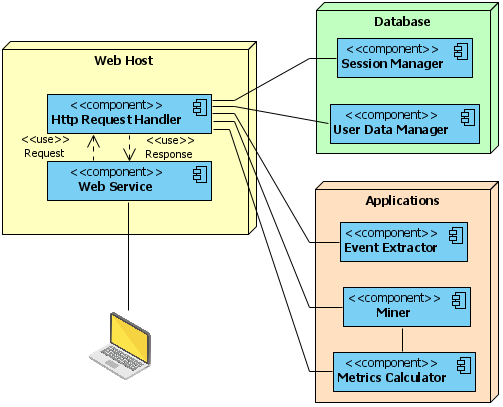 Web Host
<<component>>
Http Request Handler
<<use>>
Request
<<use>>
Response
<<component>>
Web Service
Database
<<component>>
Session Manager
<<component>>
User Data Manager
Applications
<<component>>
Event Extractor
<<component>>
Miner
<<component>>
Metrics Calculator